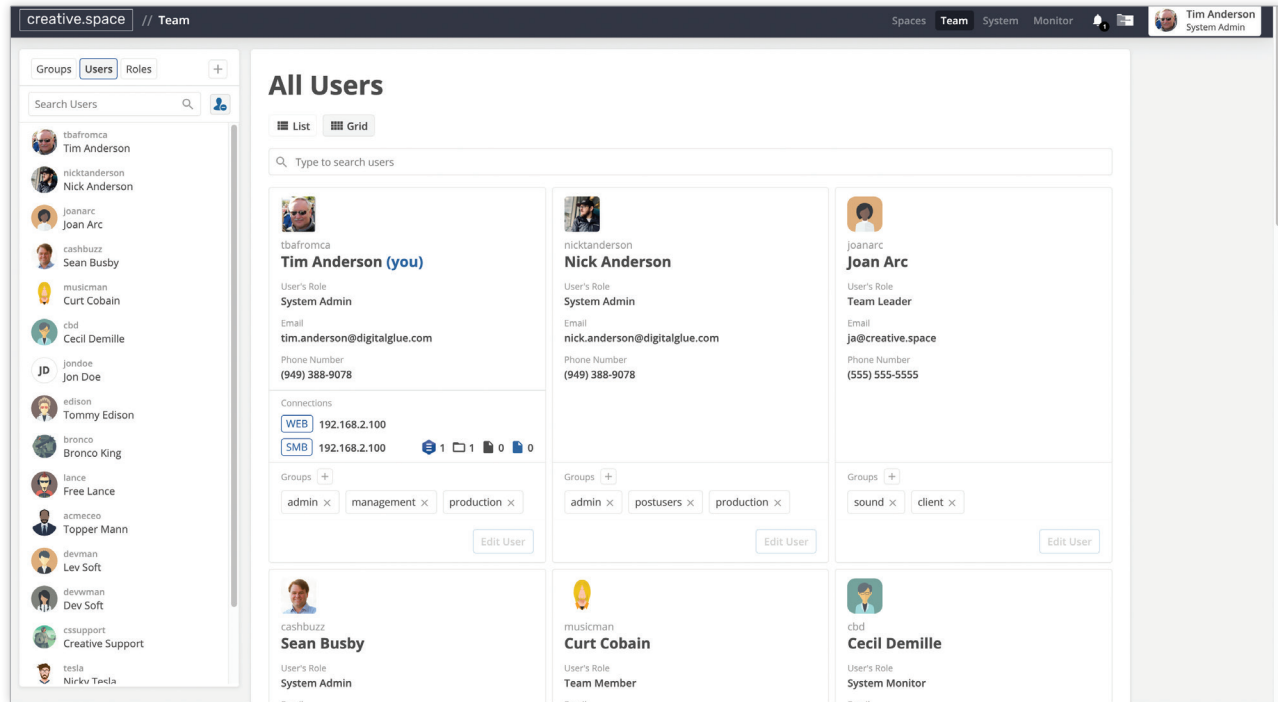 creative.space // Team
Spaces Team System Monitor 1
Tim Anderson
System Admin
Groups Users Roles +
Search Users
tbafromca
Tim Anderson
nicktanderson
Nick Anderson
joanarc
Joan Arc
cashbuzz
Sean Busby
musicman
Curt Cobain
cbd
Cecil Demille
JD
jondoe
Jon Doe
edison
Tommy Edison
bronco
Bronco King
lance
Free Lance
acmeceo
Topper Mann
devman
Lev Soft
devwman
Dev Soft
cssupport
Creative Support
tesla
Nicky Tesla
All Users
List Grid
Type to search users
tbafromca
Tim Anderson (you)
User's Role
System Admin
Email
tim.anderson@digitalglue.com
Phone Number
(949) 388-9078
Connections
WEB 192.168.2.100
SMB 192.168.2.100 1 1 0 0
Groups +
admin × management × production ×
Edit User
nicktanderson
Nick Anderson
User's Role
System Admin
Email
nick.anderson@digitalglue.com
Phone Number
(949) 388-9078
Groups +
admin × postusers × production ×
Edit User
joanarc
Joan Arc
User's Role
Team Leader
Email
ja@creative.space
Phone Number
(555) 555-5555
Groups +
sound × client ×
Edit User
cashbuzz
Sean Busby
User's Role
System Admin
musicman
Curt Cobain
User's Role
Team Member
cbd
Cecil Demille
User's Role
System Monitor